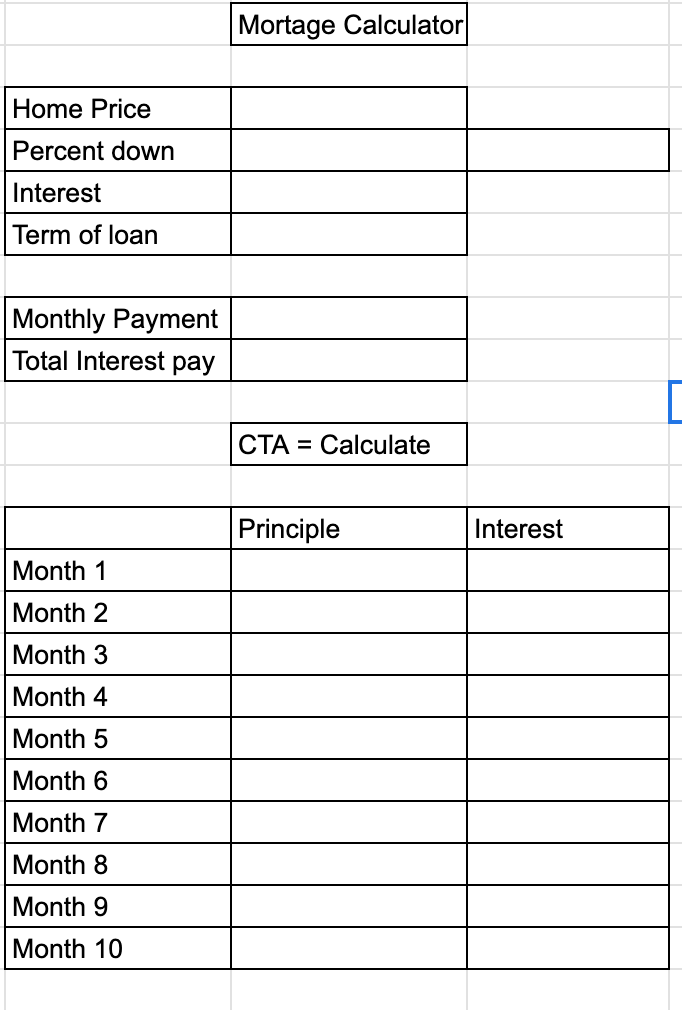 Mortage Calculator
Home Price
Percent down
Interest
Term of loan
Monthly Payment
Total Interest pay
CTA = Calculate
Principle Interest
Month 1
Month 2
Month 3
Month 4
Month 5
Month 6
Month 7
Month 8
Month 9
Month 10